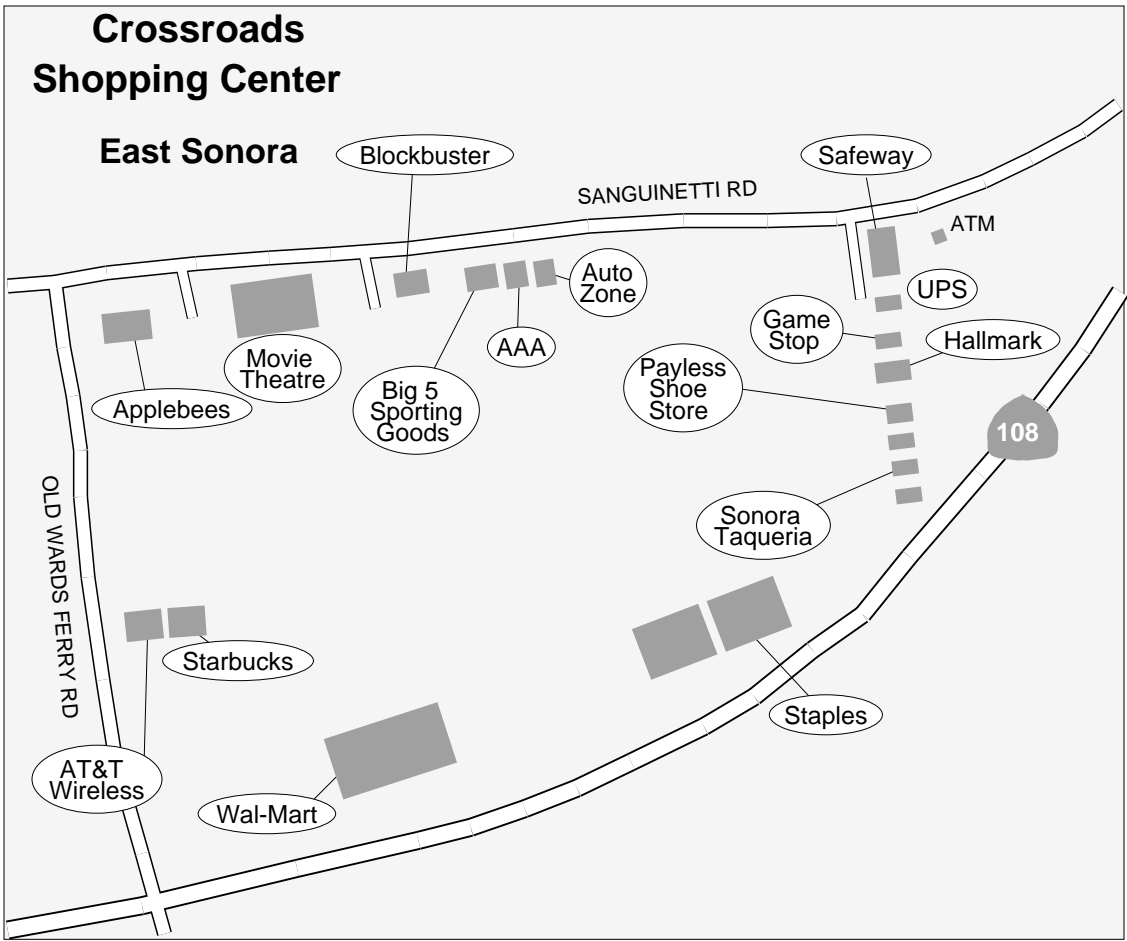 Crossroads
Shopping Center
East Sonora
Blockbuster
Safeway
SANGUINETTI RD
ATM
Auto
Zone
UPS
AAA
Game
Stop
Hallmark
Movie
Theatre
Payless
Shoe
Store
Applebees
Big 5
Sporting
Goods
108
OLD WARDS FERRY RD
Sonora
Taqueria
Starbucks
Staples
AT&T
Wireless
Wal-Mart